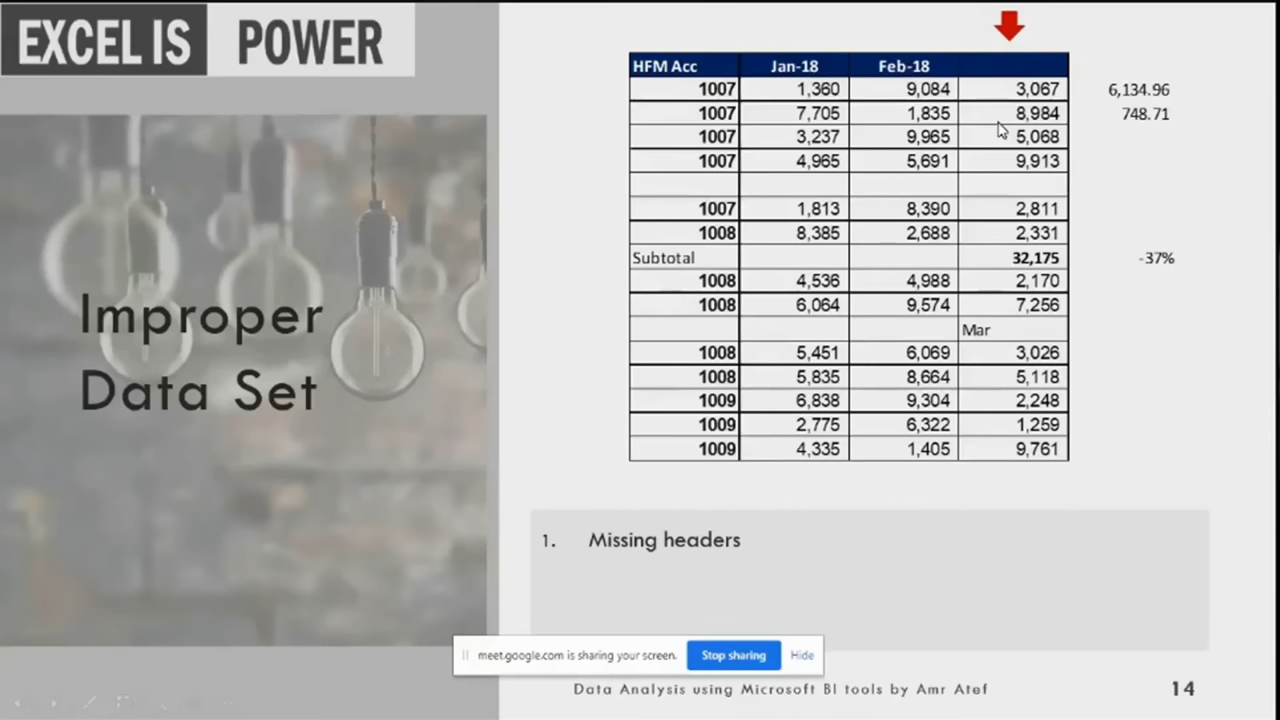 EXCEL IS POWER
Improper
Data Set
HFM Acc Jan-18 Feb-18
1007 1,360 9,084 3,067 6,134.96
1007 7,705 1,835 8,984 748.71
1007 3,237 9,965 5,068
1007 4,965 5,691 9,913
1007 1,813 8,390 2,811
1008 8,385 2,688 2,331
Subtotal 32,175 -37%
1008 4,536 4,988 2,170
1008 6,064 9,574 7,256
Mar
1008 5,451 6,069 3,026
1008 5,835 8,664 5,118
1009 6,838 9,304 2,248
1009 2,775 6,322 1,259
1009 4,335 1,405 9,761
1. Missing headers
meet.google.com is sharing your screen. Stop sharing Hide
Data Analysis using Microsoft BI tools by Amr Atef 14